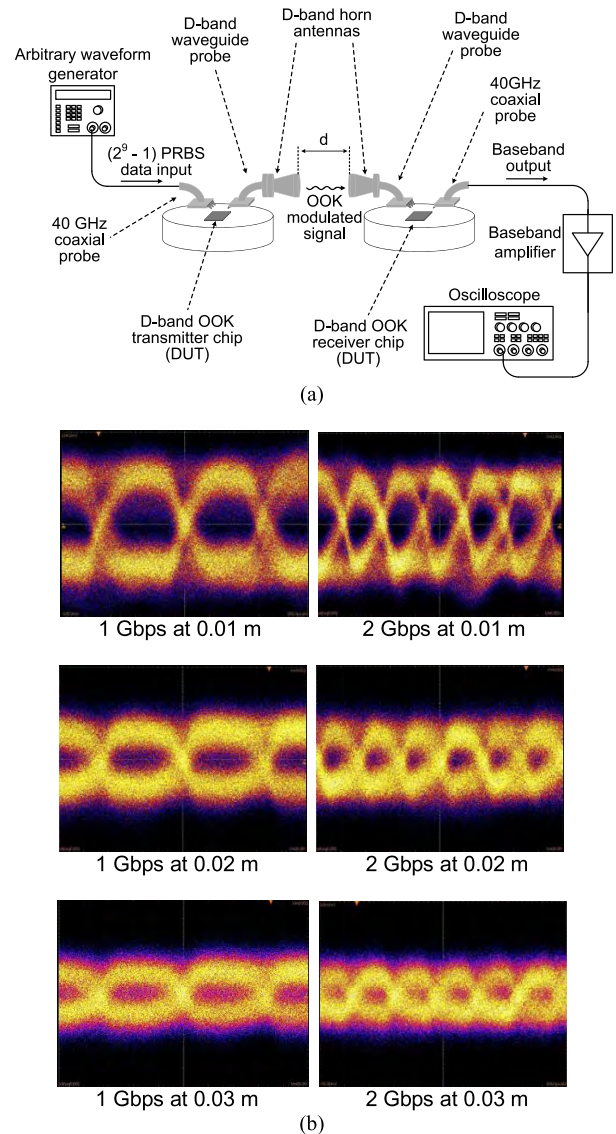 D-band
waveguide
probe
D-band horn
antennas
D-band
waveguide
probe
Arbitrary waveform
generator
40GHz
coaxial
probe
d
(2⁹ - 1) PRBS
data input
Baseband
output
OOK
modulated
signal
40 GHz
coaxial
probe
Baseband
amplifier
Oscilloscope
D-band OOK
transmitter chip
(DUT)
D-band OOK
receiver chip
(DUT)
(a)
1 Gbps at 0.01 m
2 Gbps at 0.01 m
1 Gbps at 0.02 m
2 Gbps at 0.02 m
1 Gbps at 0.03 m
2 Gbps at 0.03 m
(b)